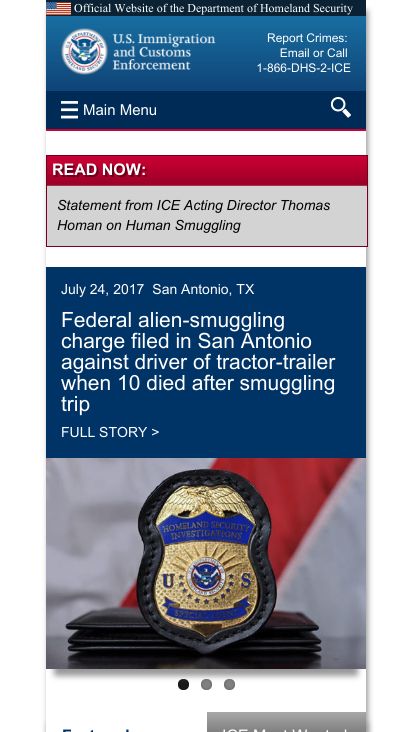 Official Website of the Department of Homeland Security
U.S. Immigration
and Customs
Enforcement
Report Crimes:
Email or Call
1-866-DHS-2-ICE
Main Menu
READ NOW:
Statement from ICE Acting Director Thomas
Homan on Human Smuggling
July 24, 2017 San Antonio, TX
Federal alien-smuggling
charge filed in San Antonio
against driver of tractor-trailer
when 10 died after smuggling
trip
FULL STORY >
HOMELAND SECURITY
INVESTIGATIONS
U S
SPECIAL AGENT
ICE Most Wanted